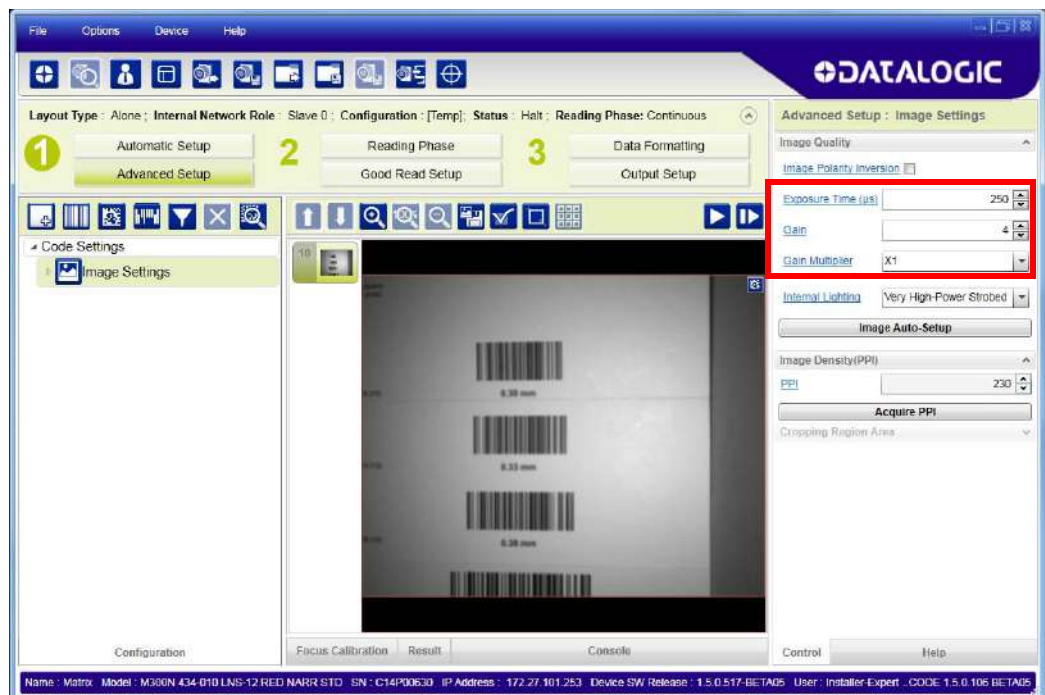 File Options Device Help
DATALOGIC
Layout Type : Alone ; Internal Network Role : Slave 0 ; Configuration : [Temp]; Status : Halt ; Reading Phase: Continuous
Advanced Setup : Image Settings
1 Automatic Setup
Advanced Setup
2 Reading Phase
Good Read Setup
3 Data Formatting
Output Setup
Code Settings
Image Settings
10
0.30 mm
0.33 mm
0.38 mm
Image Quality
Image Polarity Inversion
Exposure Time (µs) 250
Gain 4
Gain Multiplier X1
Internal Lighting Very High-Power Strobed
Image Auto-Setup
Image Density(PPI)
PPI 230
Acquire PPI
Cropping Region Area
Configuration
Focus Calibration Result Console
Control Help
Name : Matrix Model : M300N 434-010 LNS-12 RED NARR STD SN : C14P00630 IP Address : 172.27.101.253 Device SW Release : 1.5.0.517-BETA05 User : Installer-Expert ..CODE 1.5.0.106 BETA05